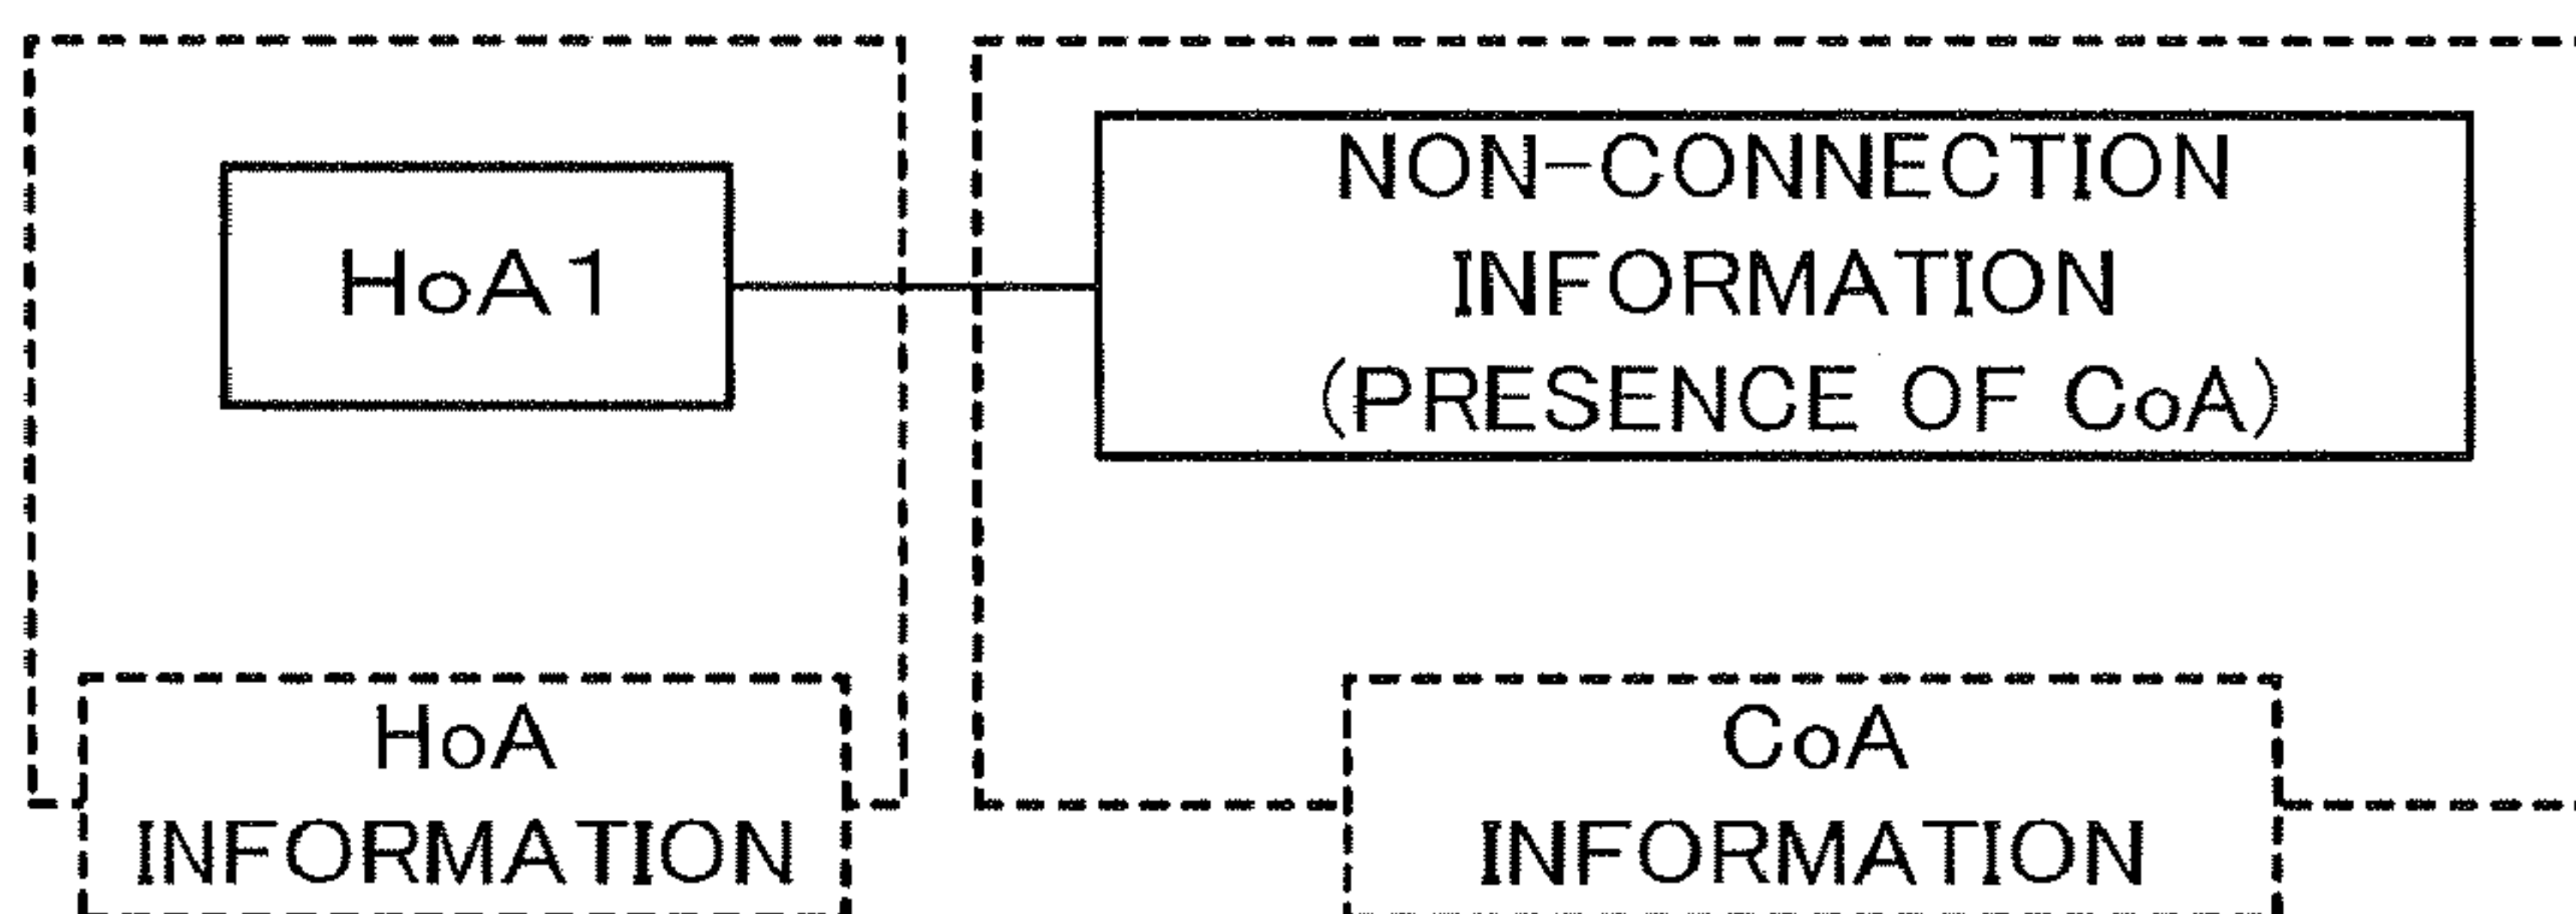 HoA1
NON-CONNECTION
INFORMATION
(PRESENCE OF CoA)
HoA
INFORMATION
CoA
INFORMATION